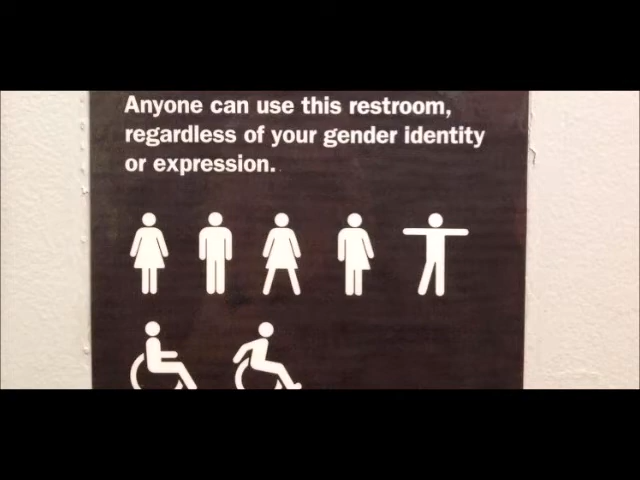 Anyone can use this restroom,
regardless of your gender identity
or expression.